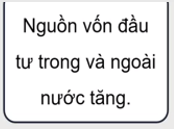 Nguồn vốn đầu
tư trong và ngoài
nước tăng.